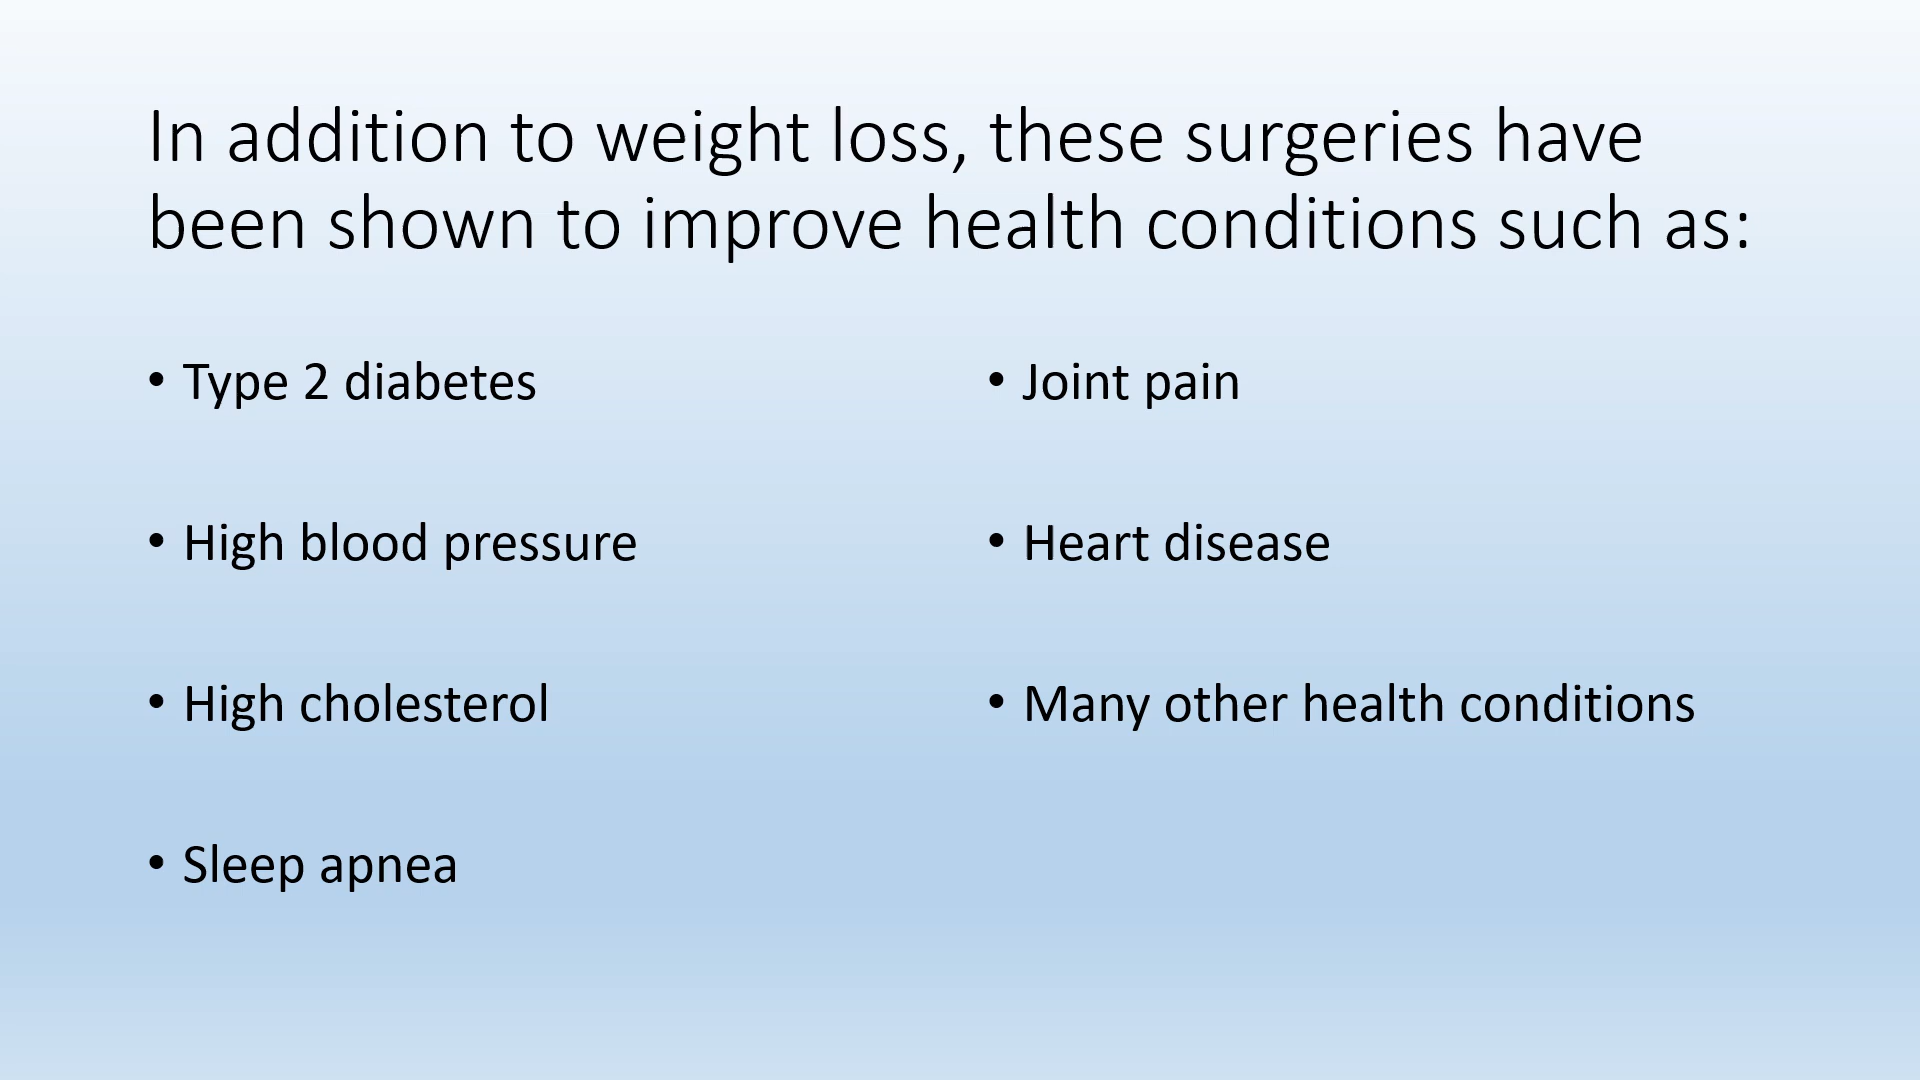 In addition to weight loss, these surgeries have
been shown to improve health conditions such as:
• Type 2 diabetes
• High blood pressure
• High cholesterol
• Sleep apnea
• Joint pain
• Heart disease
• Many other health conditions